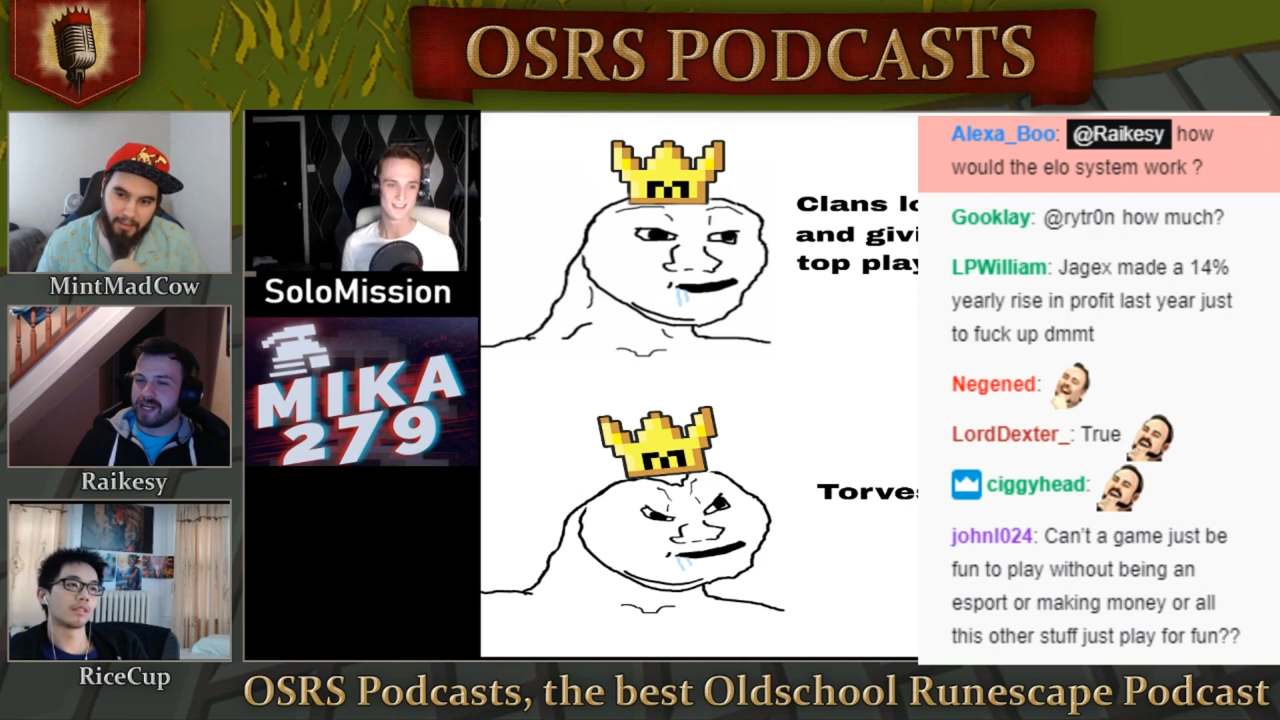 OSRS PODCASTS
MintMadCow
SoloMission
MIKA
279
Raikesy
RiceCup
Clans lo
and givi
top play
Torves
Alexa_Boo: @Raikesy how
would the elo system work ?
Gooklay: @rytr0n how much?
LPWilliam: Jagex made a 14%
yearly rise in profit last year just
to fuck up dmmt
Negened:
LordDexter_: True
ciggyhead:
johnl024: Can't a game just be
fun to play without being an
esport or making money or all
this other stuff just play for fun??
OSRS Podcasts, the best Oldschool Runescape Podcast